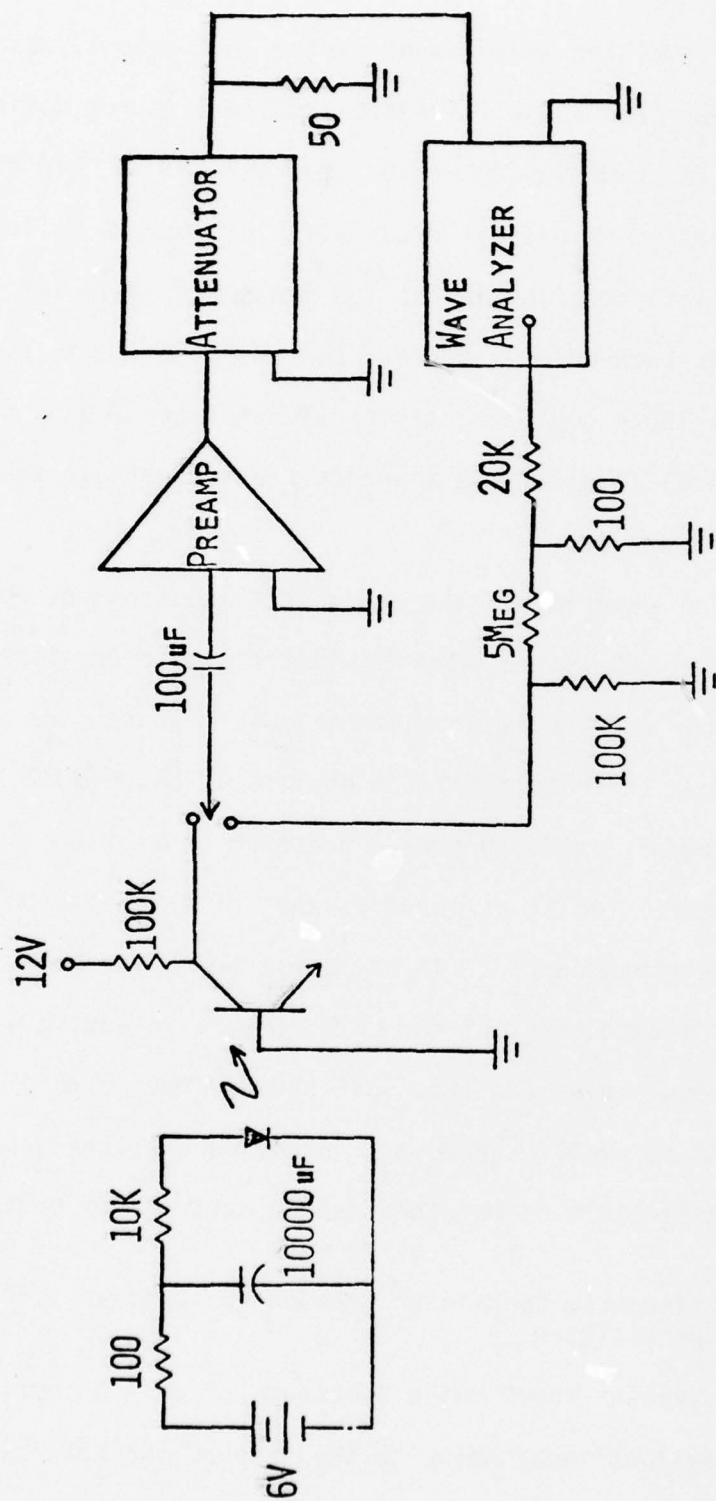 6V
100
10K
10000uF
12V
100K
100uF
PREAMP
ATTENUATOR
50
WAVE
ANALYZER
20K
100
5MEG
100K